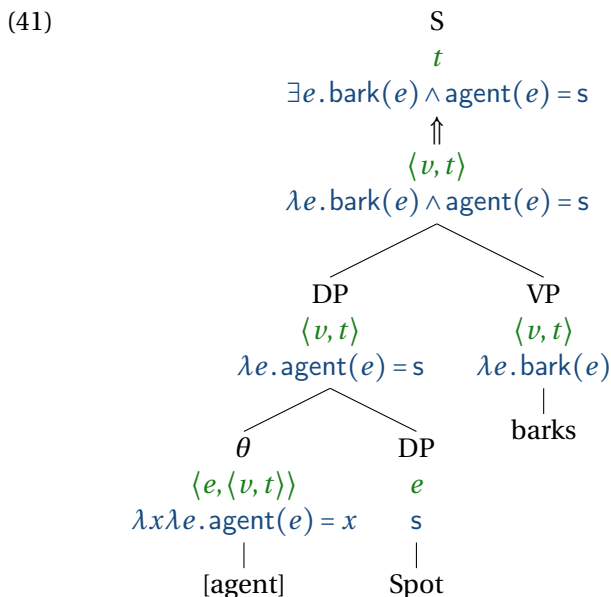 (41)
S
t
∃e.bark(e) ∧ agent(e) = s
⇑
⟨v, t⟩
λe.bark(e) ∧ agent(e) = s
DP VP
⟨v, t⟩ ⟨v, t⟩
λe.agent(e) = s λe.bark(e)
barks
θ DP
⟨e,⟨v, t⟩⟩ e
λxλe.agent(e) = x s
[agent] Spot